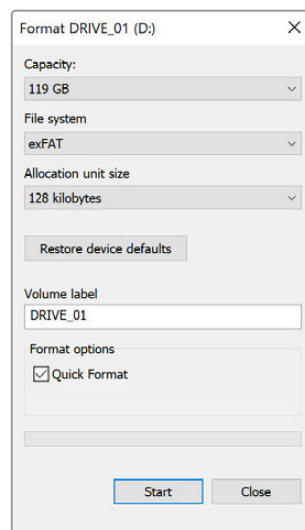 Format DRIVE_01 (D:)
Capacity:
119 GB
File system
exFAT
Allocation unit size
128 kilobytes
Restore device defaults
Volume label
DRIVE_01
Format options
Quick Format
Start
Close